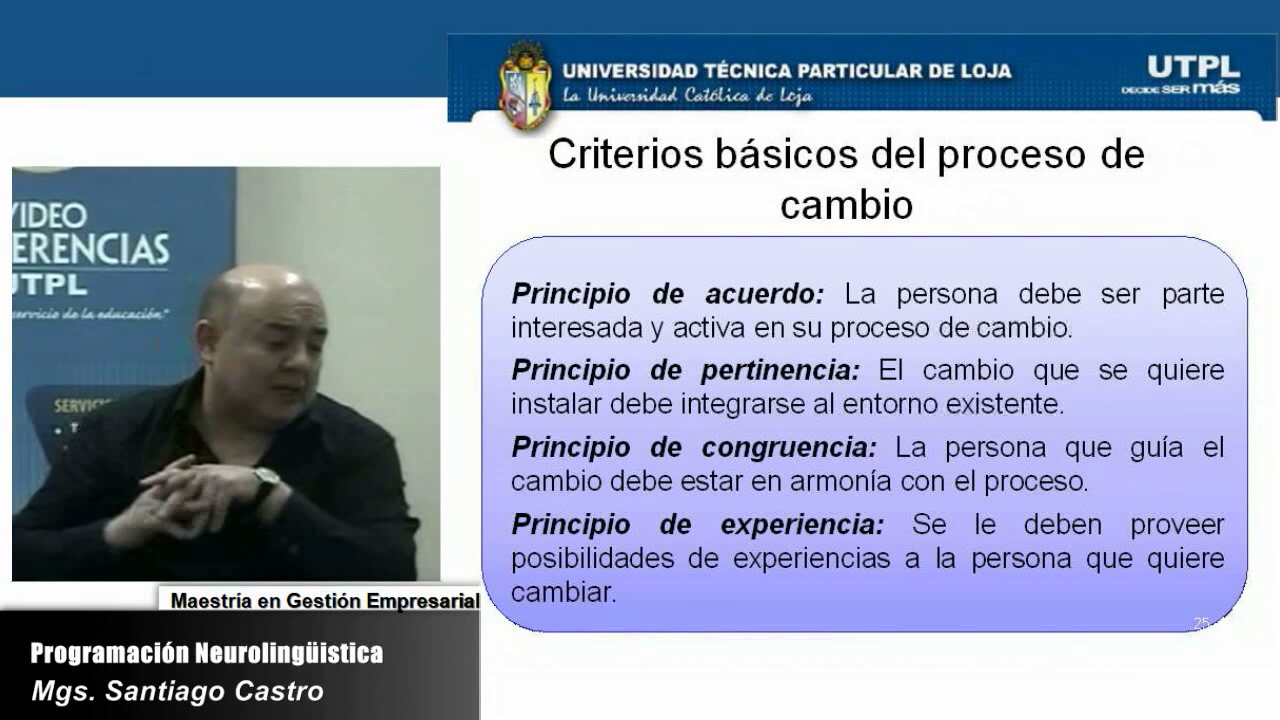 UNIVERSIDAD TÉCNICA PARTICULAR DE LOJA
La Universidad Católica de Loja
UTPL
DECIDE SER más
Criterios básicos del proceso de
cambio
Principio de acuerdo: La persona debe ser parte
interesada y activa en su proceso de cambio.
Principio de pertinencia: El cambio que se quiere
instalar debe integrarse al entorno existente.
Principio de congruencia: La persona que guía el
cambio debe estar en armonía con el proceso.
Principio de experiencia: Se le deben proveer
posibilidades de experiencias a la persona que quiere
cambiar.
25
VIDEO
ERENCIAS
UTPL
servicio de la educación"
SERVIC
Maestría en Gestión Empresarial
Programación Neurolingüistica
Mgs. Santiago Castro